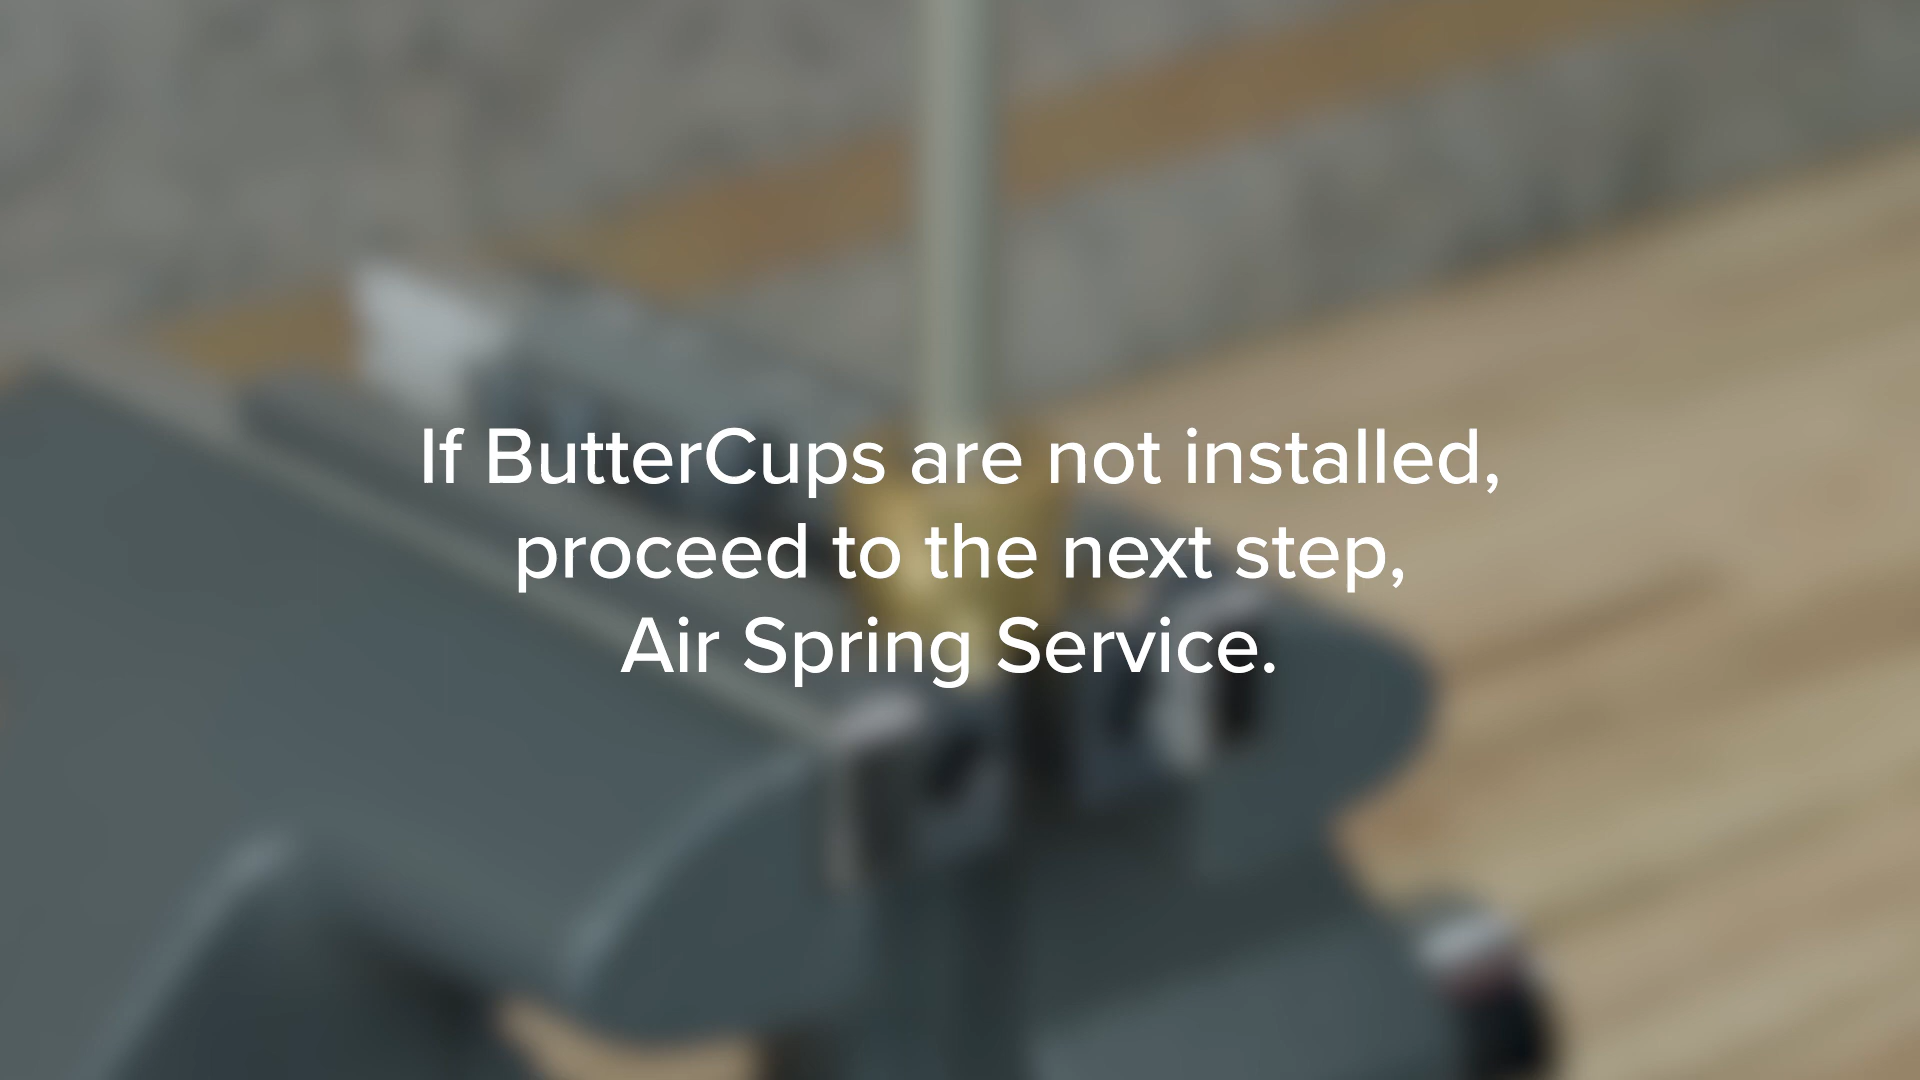 If ButterCups are not installed,
proceed to the next step,
Air Spring Service.